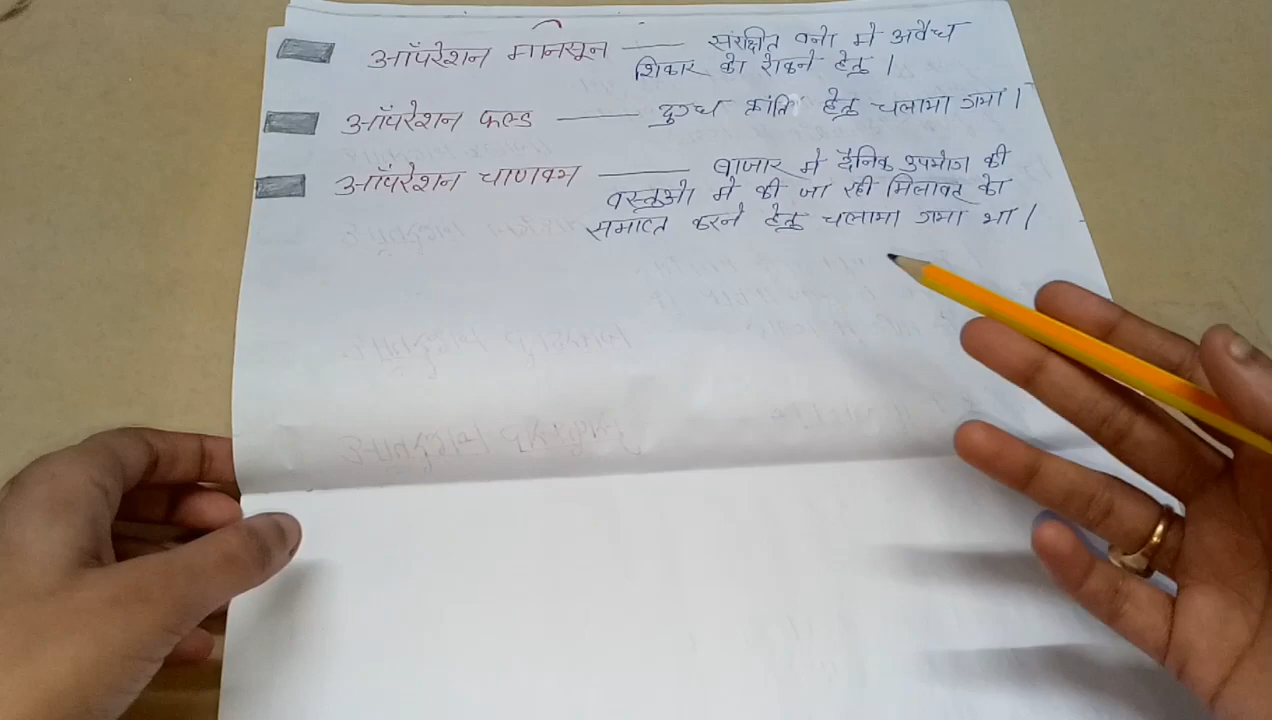 ऑपरेशन मानसून —— संरक्षित वनो मे अवैध
शिकार को रोकने हेतु।
ऑपरेशन फल्ड —— दुग्ध क्रांति हेतु चलाया गया।
ऑपरेशन चाणक्य —— बाजार मे दैनिक उपभोग की
वस्तुओ मे की जा रही मिलावट को
समाप्त करने हेतु चलाया गया था।